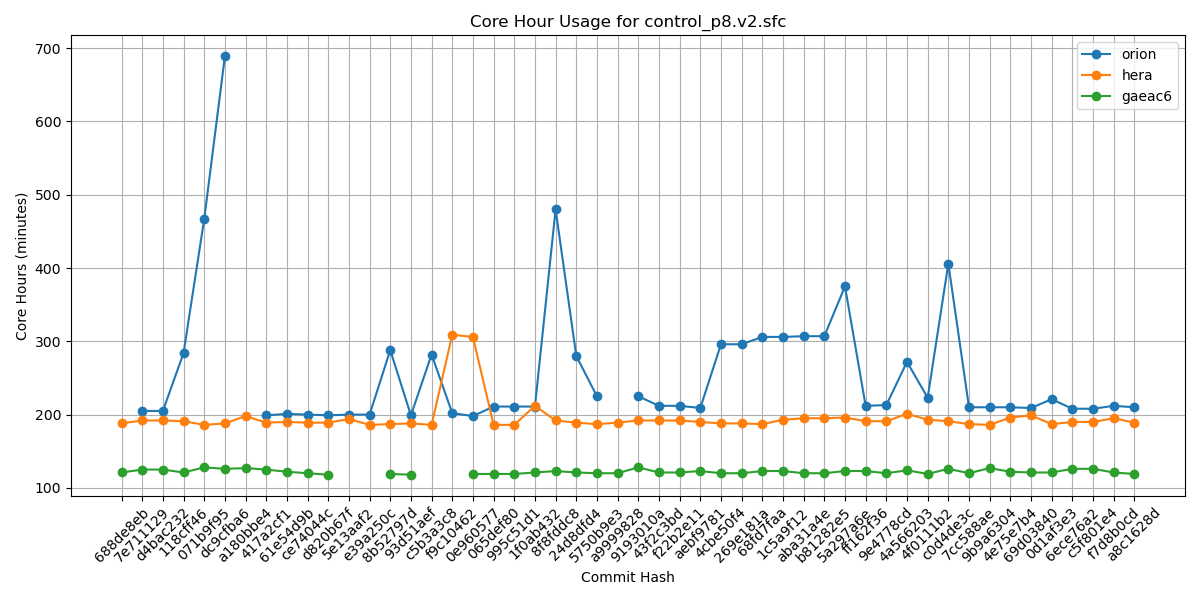 Core Hour Usage for control_p8.v2.sfc
orion
hera
gaeac6
Core Hours (minutes)
700
600
500
400
300
200
100
688de8eb
7e711129
d4bac232
118cff46
071b9f95
dc9cfba6
a180bbe4
417a2cf1
61e54d9b
ce74044c
d820b67f
5e13aaf2
e39a250c
8b52797d
93d51aef
c5b3a3c8
f9c10462
0e960577
065def80
995c51d1
1f0ab432
8f8fddc8
24d8dfd4
5750b9e3
a9999828
9193010a
43f253bd
f22b2e11
aebf9781
4cbe50f4
269e181a
68fd7faa
1c5a9f12
aba31a4e
b81282e5
5a297a6e
ff162f36
9e4778cd
4a566203
4f011b2
c0d4de3c
7cc588ae
9b9a6304
4e75e7b4
69d03840
0d1af3e3
6ece76a2
c5f801e4
f7d8b0cd
a8c1628d
Commit Hash